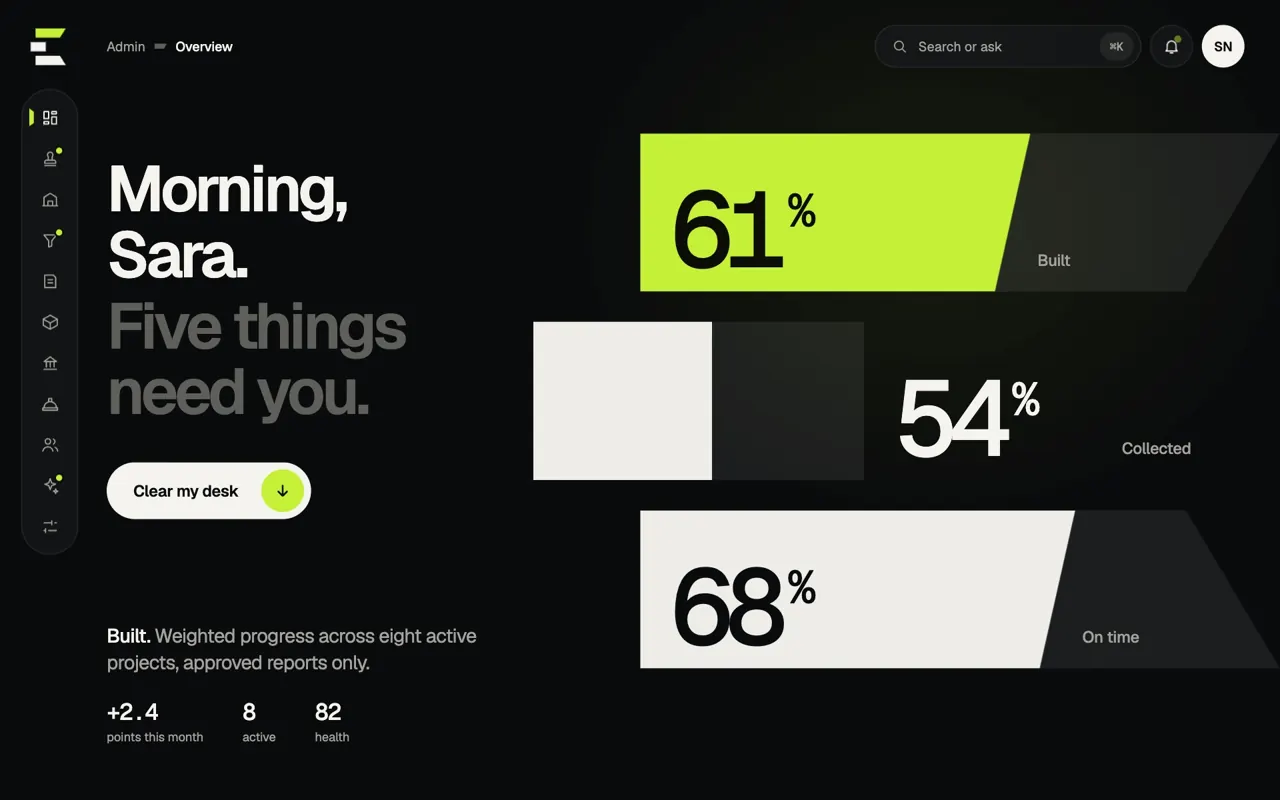 Admin Overview
Search or ask ⌘K
SN
Morning,
Sara.
Five things
need you.
Clear my desk
61%
Built
54%
Collected
68%
On time
Built. Weighted progress across eight active
projects, approved reports only.
+2.4 8 82
points this month active health